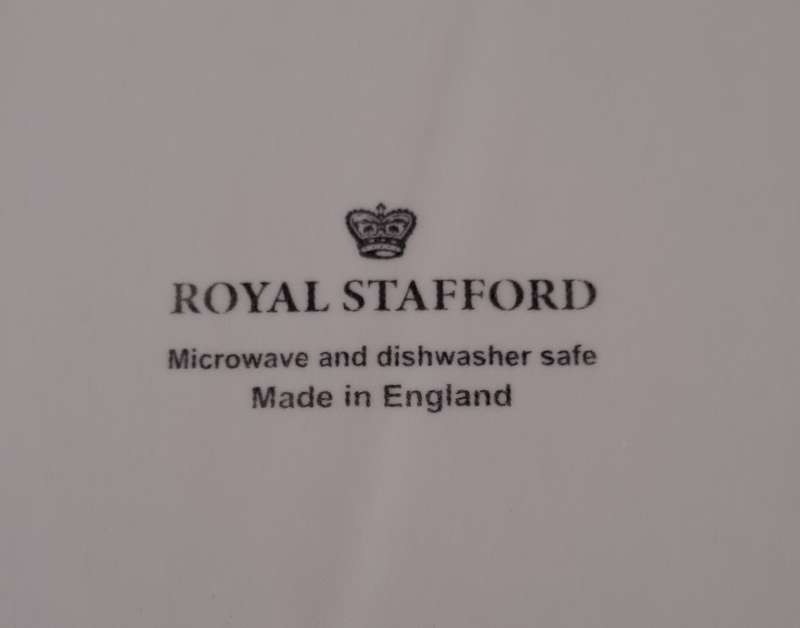 ROYAL STAFFORD
Microwave and dishwasher safe
Made in England